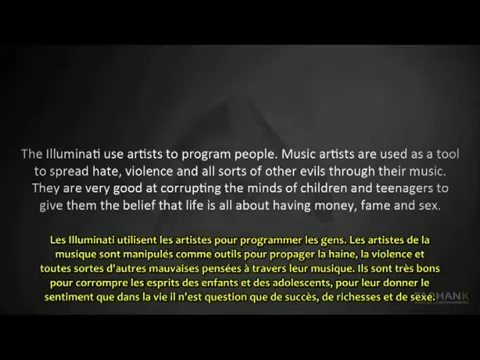 The Illuminati use artists to program people. Music artists are used as a tool
to spread hate, violence and all sorts of other evils through their music.
They are very good at corrupting the minds of children and teenagers to
give them the belief that life is all about having money, fame and sex.
Les Illuminati utilisent les artistes pour programmer les gens. Les artistes de la
musique sont manipulés comme outils pour propager la haine, la violence et
toutes sortes d'autres mauvaises pensées à travers leur musique. Ils sont très bons
pour corrompre les esprits des enfants et des adolescents, pour leur donner le
sentiment que dans la vie il n'est question que de succès, de richesses et de sexe.